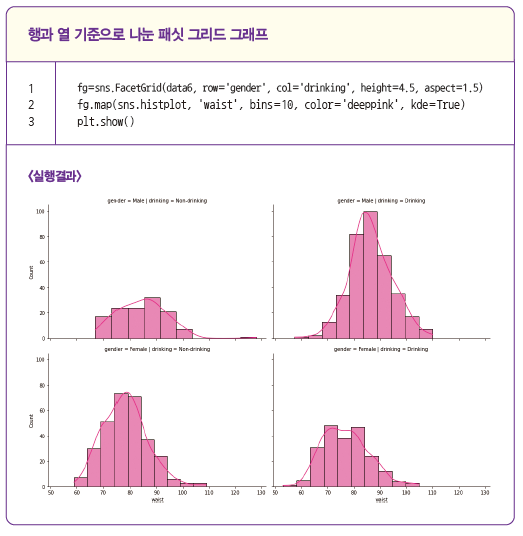 행과 열 기준으로 나눈 패싯 그리드 그래프
1 fg=sns.FacetGrid(data6, row='gender', col='drinking', height=4.5, aspect=1.5)
2 fg.map(sns.histplot, 'waist', bins=10, color='deeppink', kde=True)
3 plt.show()
〈실행결과〉
gender = Male | drinking = Non-drinking
gender = Male | drinking = Drinking
100
80
60
40
20
0
Count
gender = Female | drinking = Non-drinking
gender = Female | drinking = Drinking
100
80
60
40
20
0
Count
50 60 70 80 90 100 110 120 130
50 60 70 80 90 100 110 120 130
waist
waist